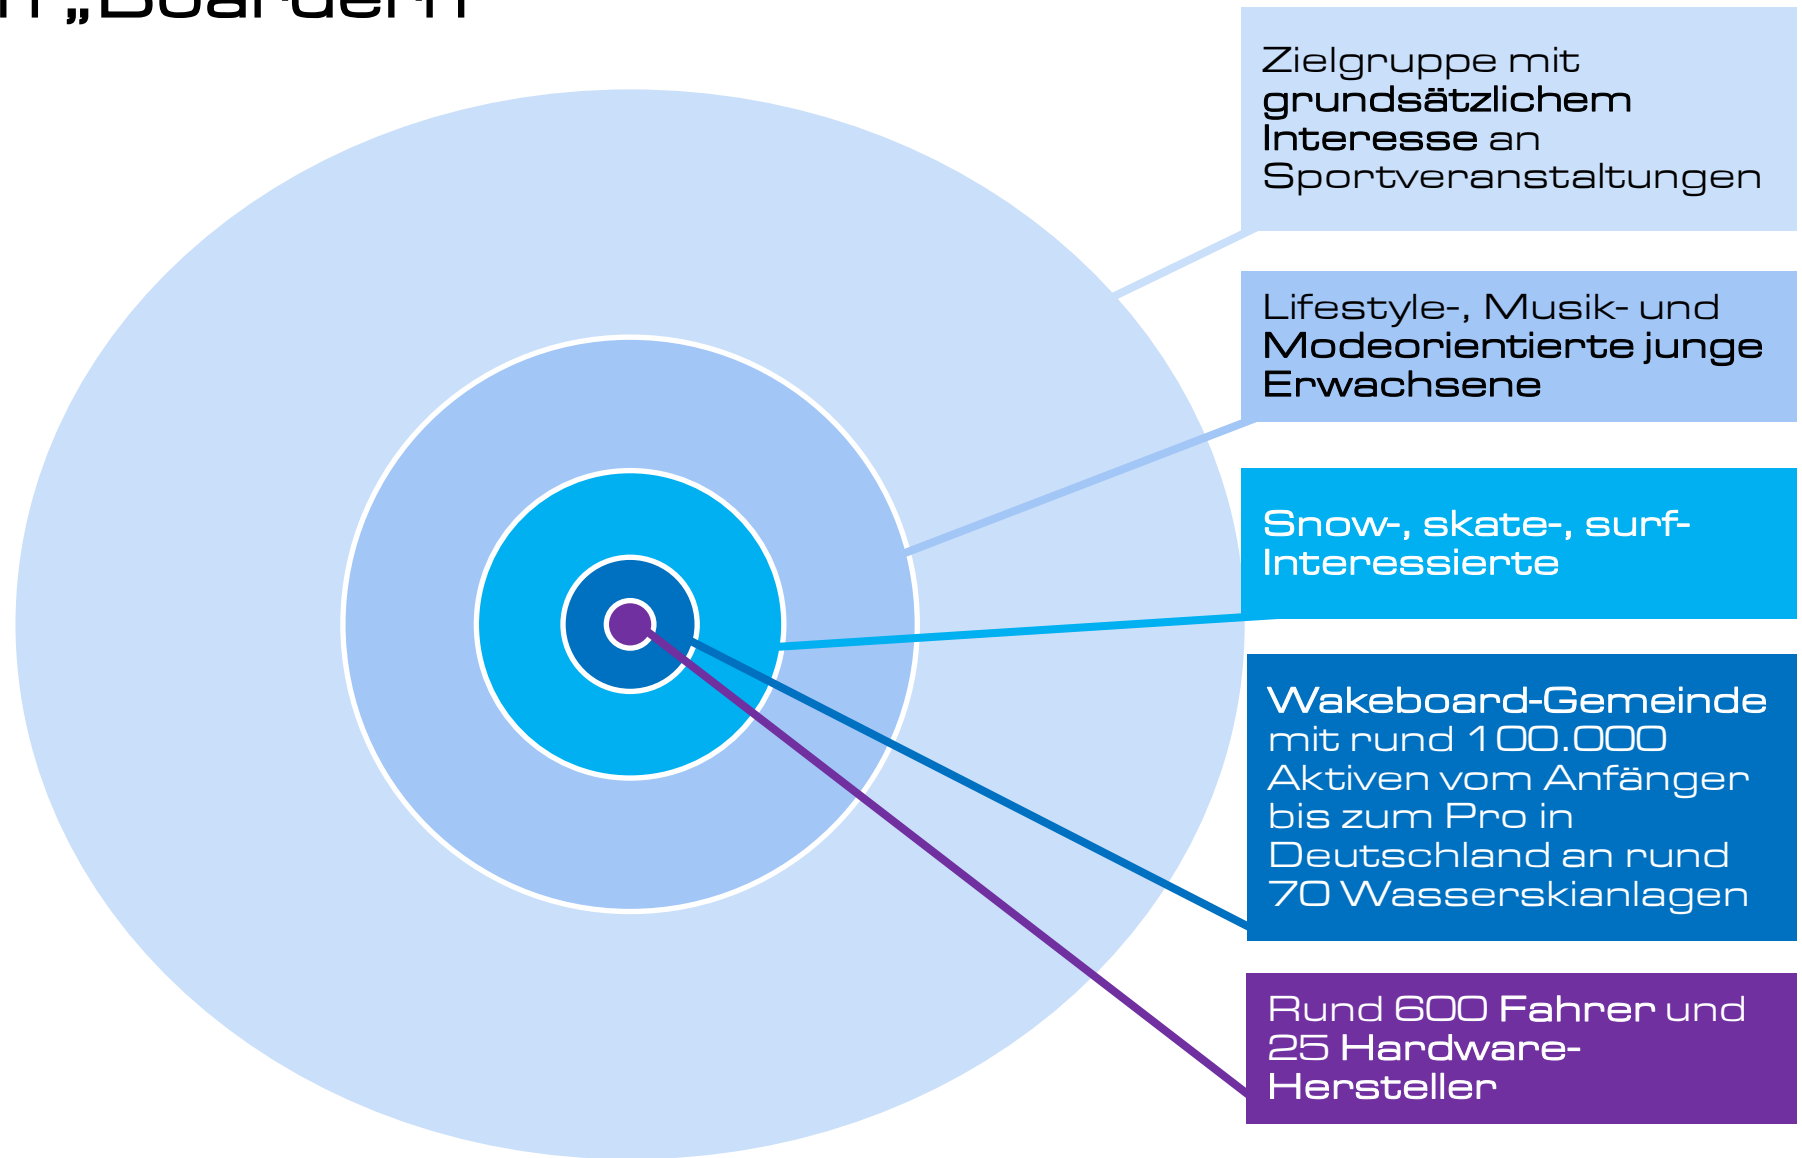 „Boardern
Zielgruppe mit
grundsätzlichem
Interesse an
Sportveranstaltungen
Lifestyle-, Musik- und
Modeorientierte junge
Erwachsene
Snow-, skate-, surf-
Interessierte
Wakeboard-Gemeinde
mit rund 100.000
Aktiven vom Anfänger
bis zum Pro in
Deutschland an rund
70 Wasserskianlagen
Rund 600 Fahrer und
25 Hardware-
Hersteller